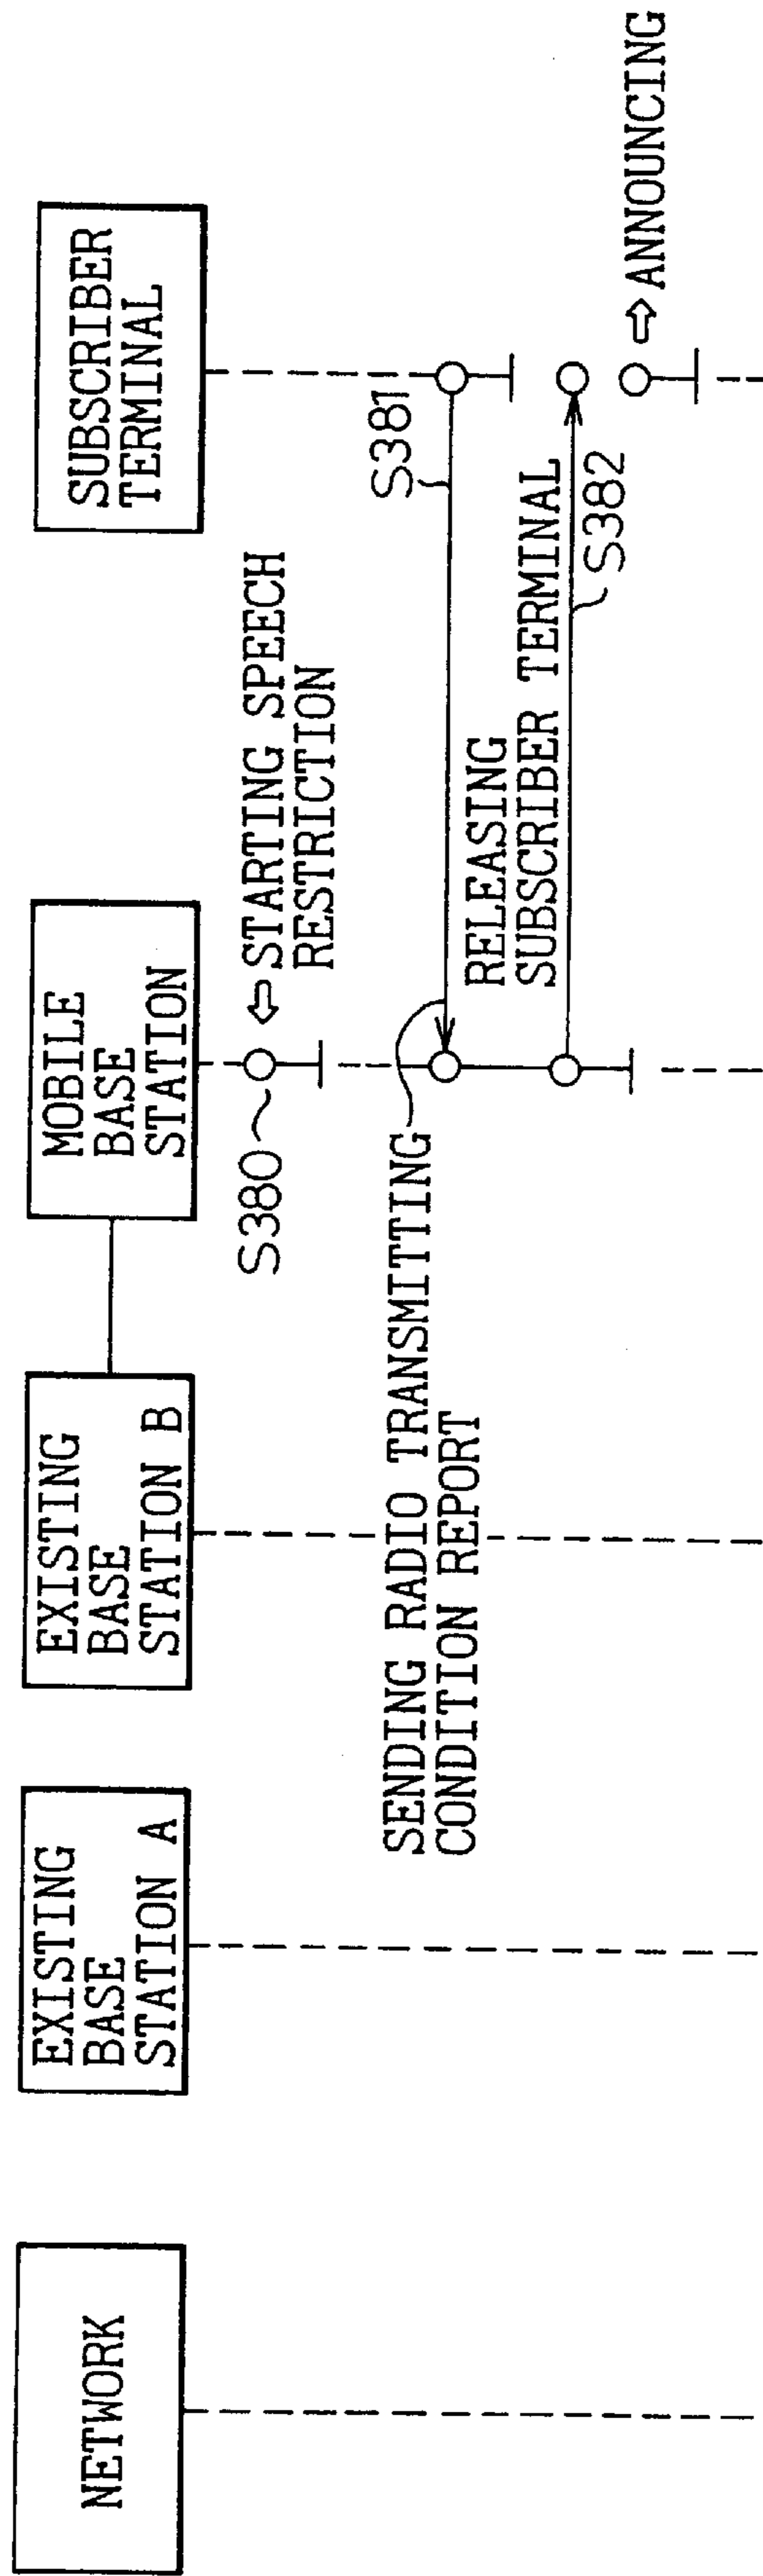 NETWORK
EXISTING
BASE
STATION A
EXISTING
BASE
STATION B
MOBILE
BASE
STATION
SUBSCRIBER
TERMINAL
S380
STARTING SPEECH
RESTRICTION
SENDING RADIO TRANSMITTING
CONDITION REPORT
S381
RELEASING
SUBSCRIBER TERMINAL
S382
ANNOUNCING